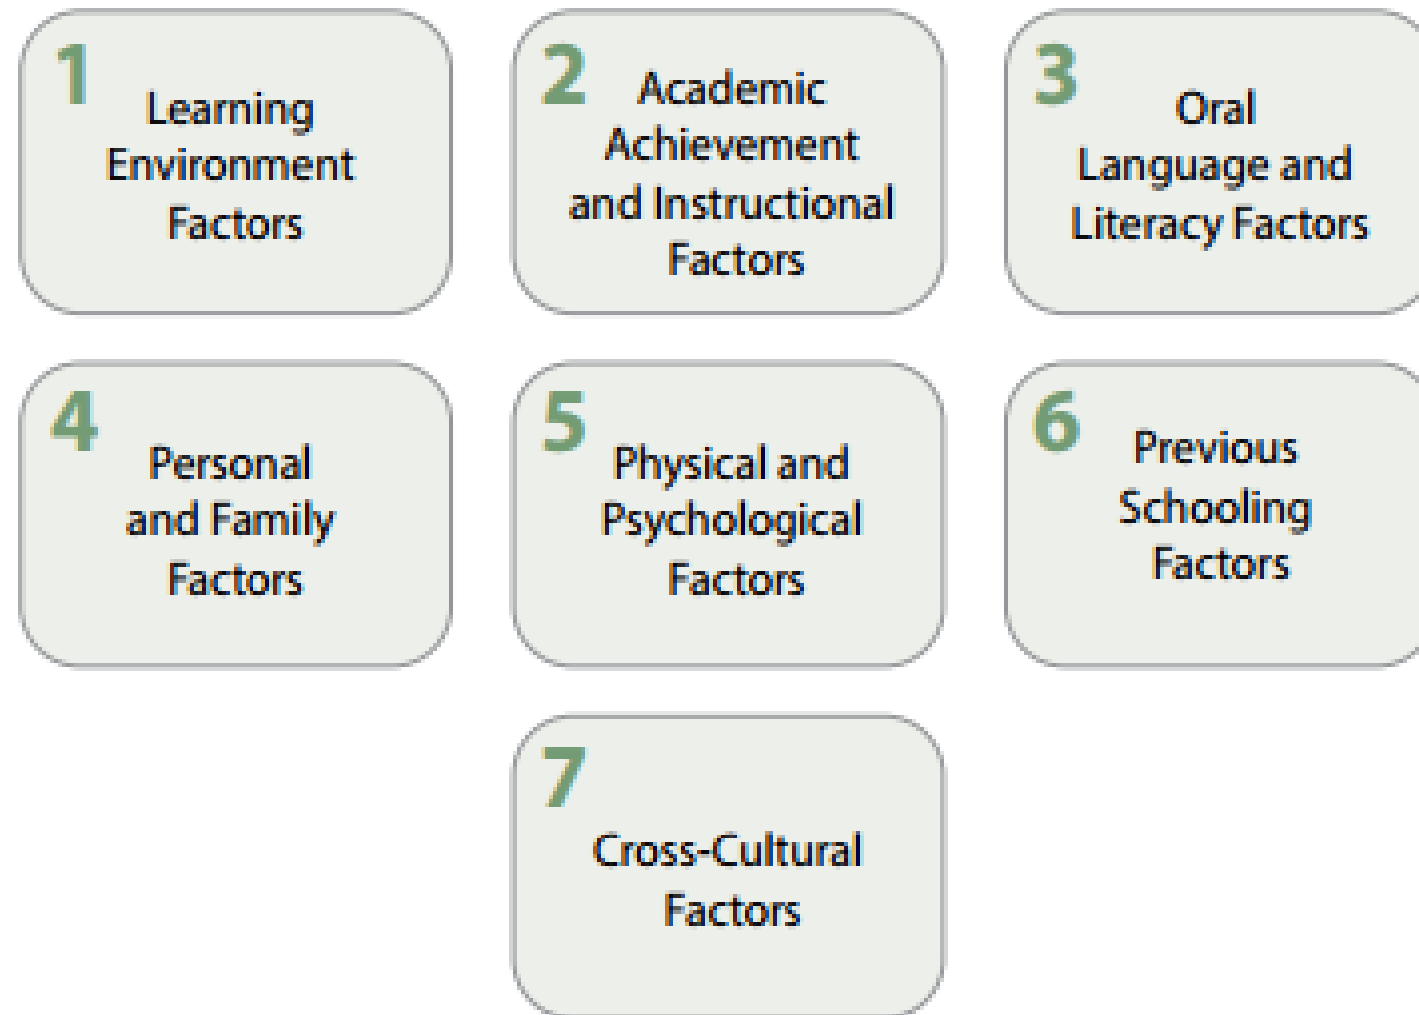 1
Learning
Environment
Factors
2
Academic
Achievement
and Instructional
Factors
3
Oral
Language and
Literacy Factors
4
Personal
and Family
Factors
5
Physical and
Psychological
Factors
6
Previous
Schooling
Factors
7
Cross-Cultural
Factors